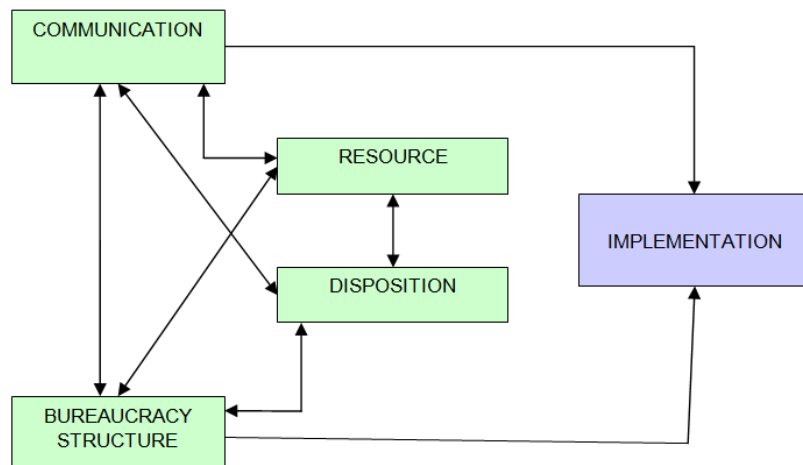 COMMUNICATION
RESOURCE
IMPLEMENTATION
DISPOSITION
BUREAUCRACY
STRUCTURE